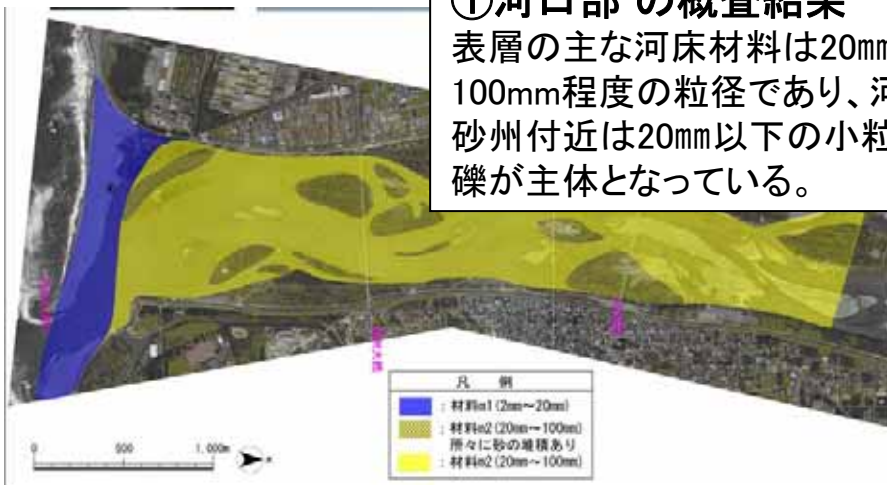 ①河口部 の概査結果
表層の主な河床材料は20㎜
100mm程度の粒径であり、河
砂州付近は20㎜以下の小粒
礫が主体となっている。
凡 例
：材料m1(2mm～20mm)
：材料m2(20mm～100mm)
所々に砂の堆積あり
：材料m2(20mm～100mm)
0 500 1,000m